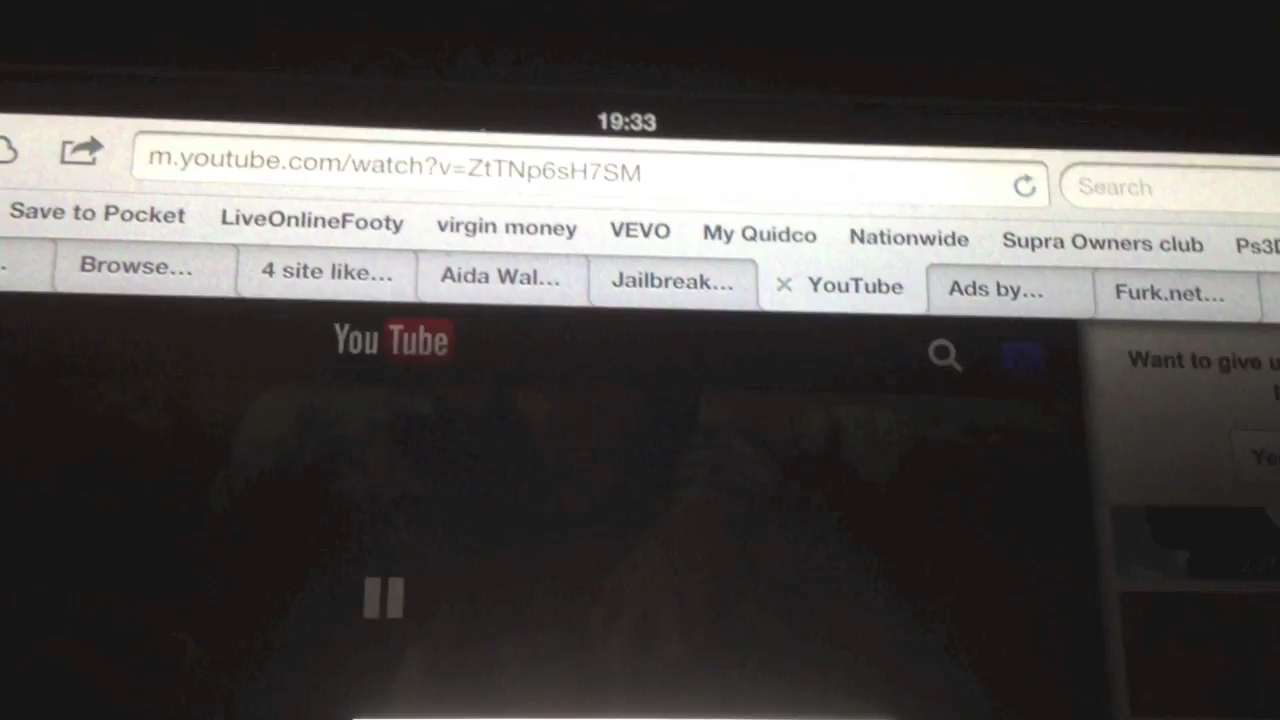 19:33
m.youtube.com/watch?v=ZtTNp6sH7SM Search
Save to Pocket LiveOnlineFooty virgin money VEVO My Quidco Nationwide Supra Owners club
Browse... 4 site like... Aida Wal... Jailbreak... × YouTube Ads by... Furk.net...
YouTube
Want to give